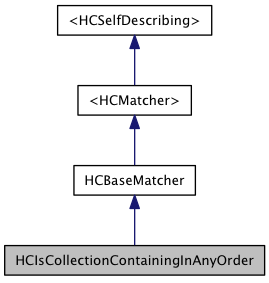 <HCSelfDescribing>
<HCMatcher>
HCBaseMatcher
HCIsCollectionContainingInAnyOrder